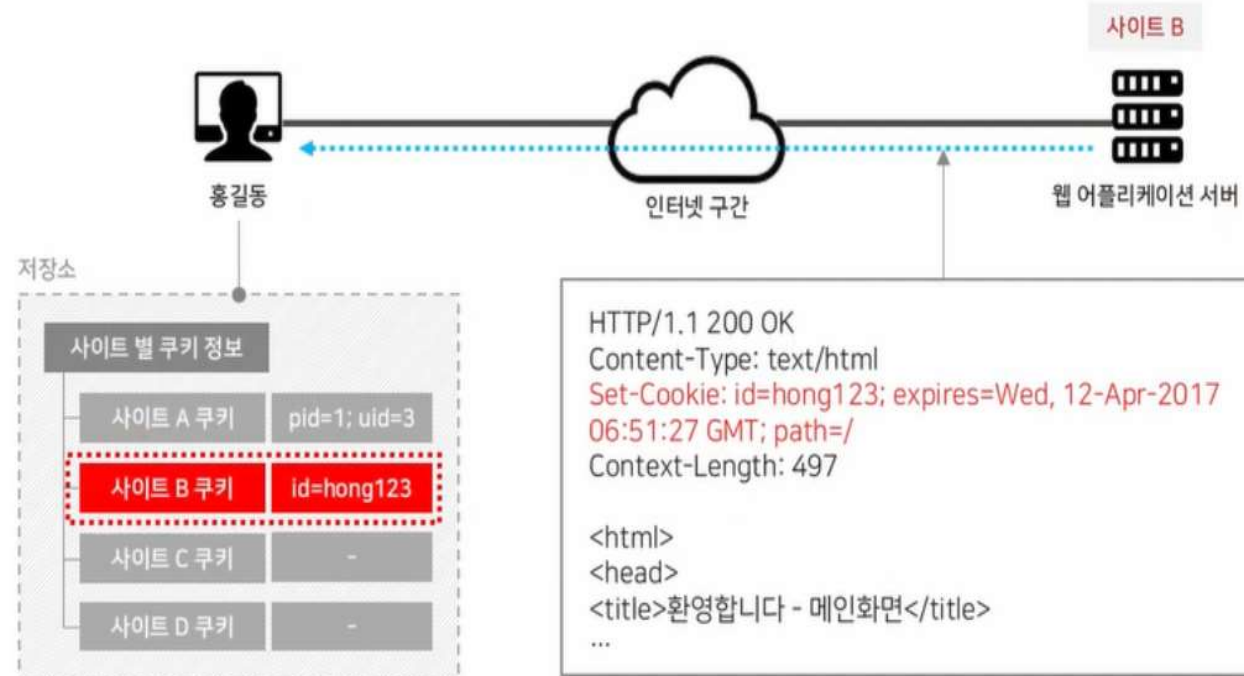 사이트 B
홍길동
인터넷 구간
웹 어플리케이션 서버
저장소
사이트 별 쿠키 정보
사이트 A 쿠키 pid=1; uid=3
사이트 B 쿠키 id=hong123
사이트 C 쿠키 -
사이트 D 쿠키 -
HTTP/1.1 200 OK
Content-Type: text/html
Set-Cookie: id=hong123; expires=Wed, 12-Apr-2017
06:51:27 GMT; path=/
Context-Length: 497
<html>
<head>
<title>환영합니다 - 메인화면</title>
...